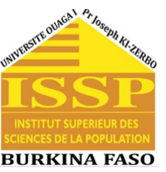 UNIVERSITE OUAGA I Pr Joseph KI-ZERBO
ISSP
INSTITUT SUPERIEUR DES
SCIENCES DE LA POPULATION
BURKINA FASO